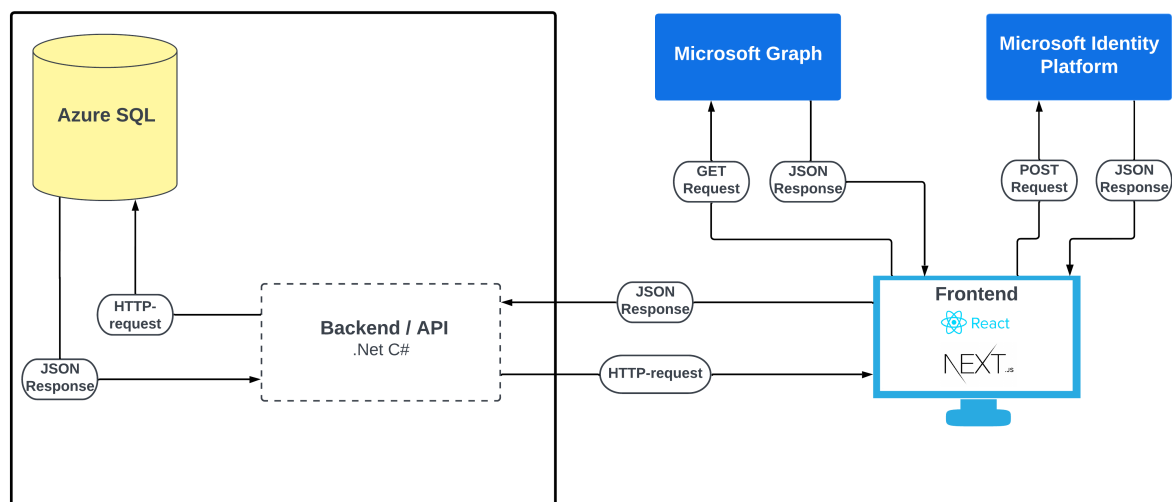 Azure SQL
Microsoft Graph
Microsoft Identity
Platform
GET
Request
JSON
Response
POST
Request
JSON
Response
HTTP-
request
JSON
Response
Backend / API
.Net C#
JSON
Response
HTTP-request
Frontend
React
NEXT.JS